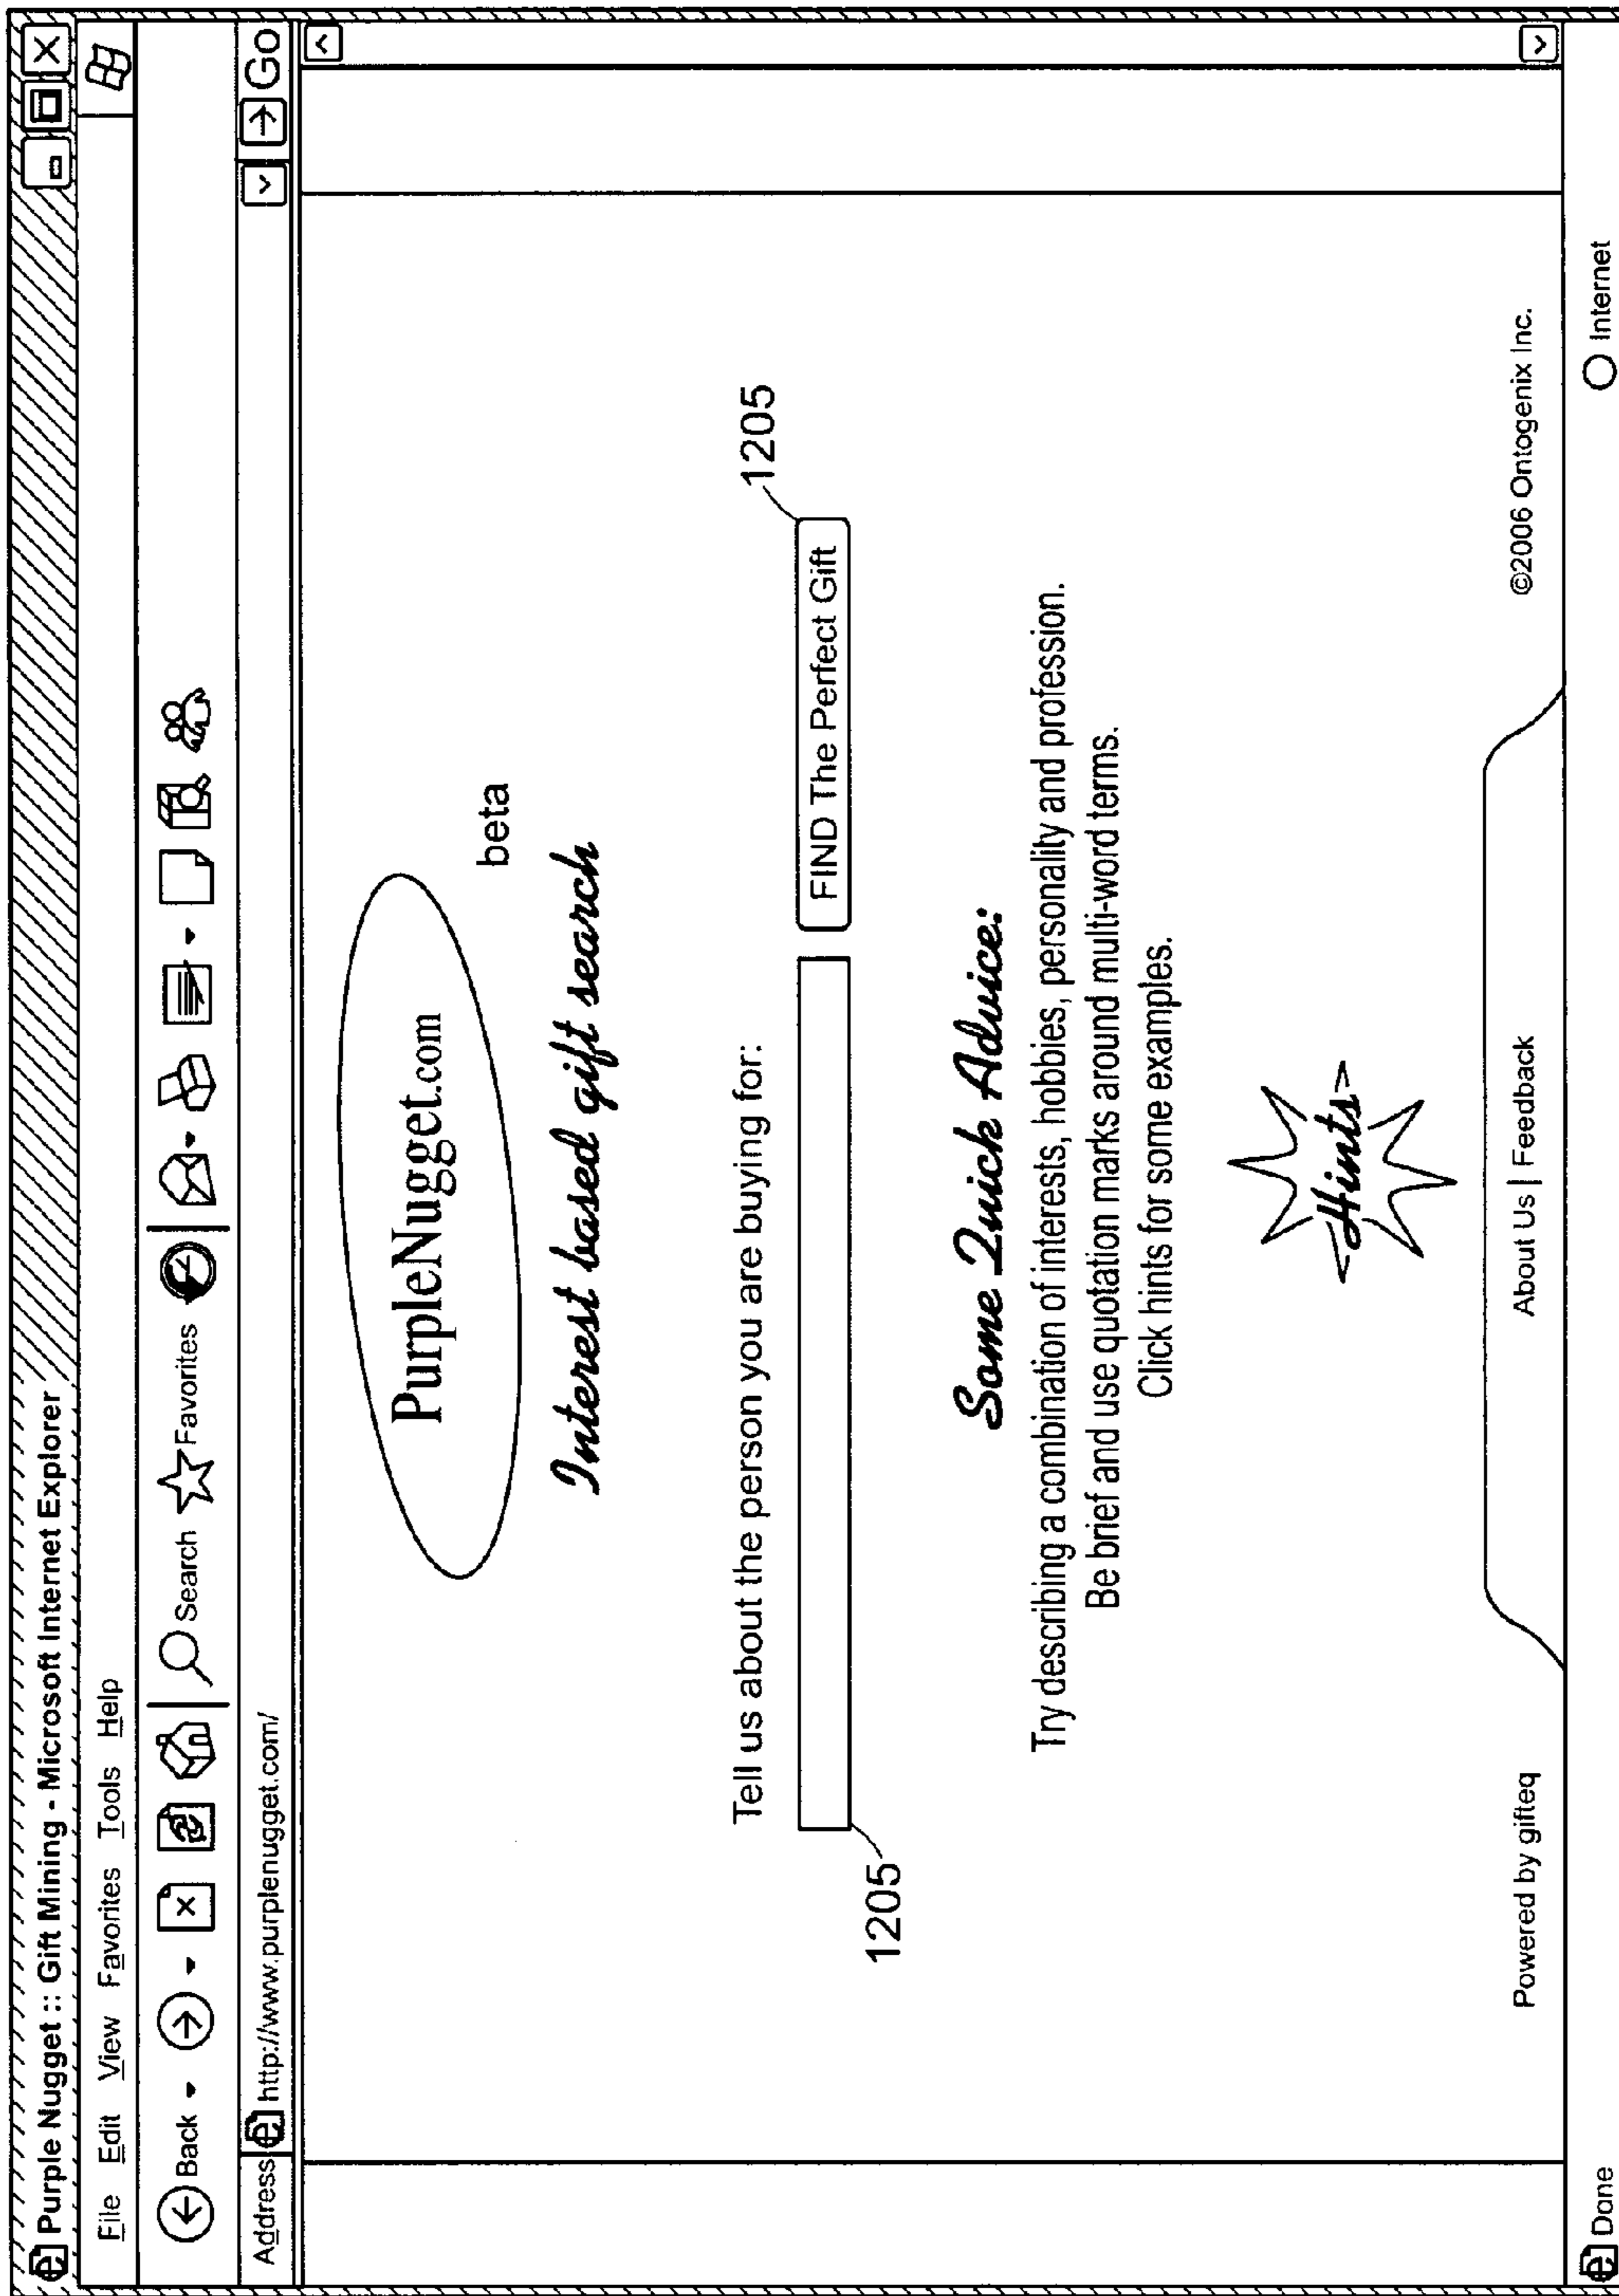 Purple Nugget :: Gift Mining - Microsoft Internet Explorer
File Edit View Favorites Tools Help
Back Search Favorites
Address http://www.purplenugget.com/ Go
PurpleNugget.com
beta
Interest based gift search
Tell us about the person you are buying for:
1205
FIND The Perfect Gift
1205
Some Quick Advice:
Try describing a combination of interests, hobbies, personality and profession.
Be brief and use quotation marks around multi-word terms.
Click hints for some examples.
Hints
Powered by gifteq About Us | Feedback ©2006 Ontogenix Inc.
Done Internet